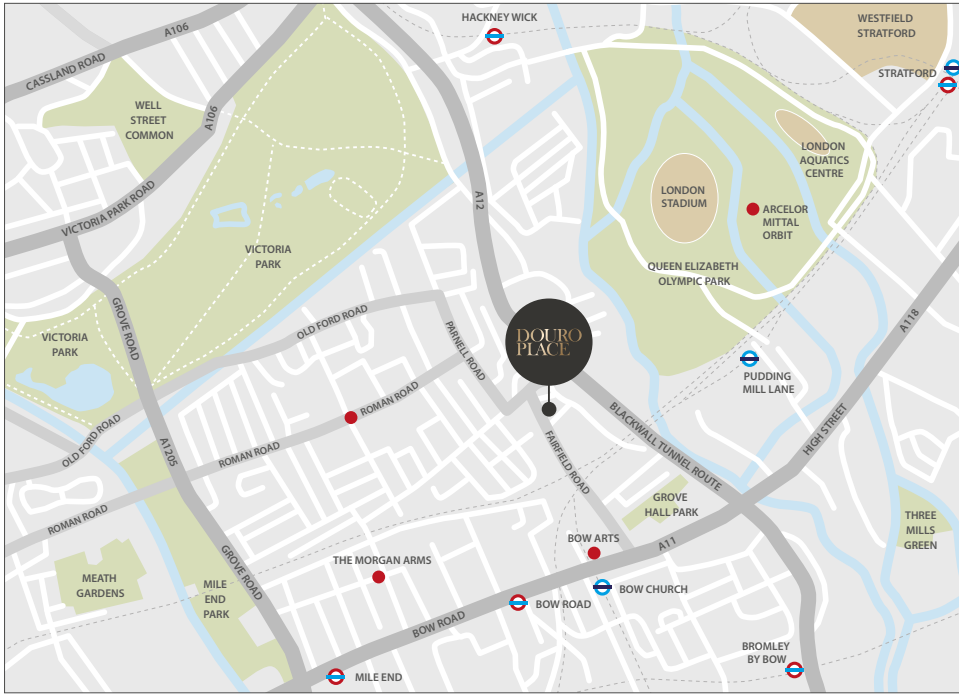 HACKNEY WICK
WESTFIELD
STRATFORD
A106
CASSLAND ROAD
STRATFORD
WELL
STREET
COMMON
A106
LONDON
AQUATICS
CENTRE
A12
LONDON
STADIUM
VICTORIA PARK ROAD
ARCELOR
MITTAL
ORBIT
VICTORIA
PARK
QUEEN ELIZABETH
OLYMPIC PARK
GROVE ROAD
OLD FORD ROAD
A118
VICTORIA
PARK
PARNELL ROAD
DOURO
PLACE
PUDDING
MILL LANE
ROMAN ROAD
OLD FORD ROAD
A1205
ROMAN ROAD
BLACKWALL TUNNEL ROUTE
HIGH STREET
FAIRFIELD ROAD
ROMAN ROAD
GROVE
HALL PARK
THREE
MILLS
GREEN
BOW ARTS
A11
GROVE ROAD
THE MORGAN ARMS
MEATH
GARDENS
MILE
END
PARK
BOW CHURCH
BOW ROAD
BOW ROAD
BROMLEY
BY BOW
MILE END